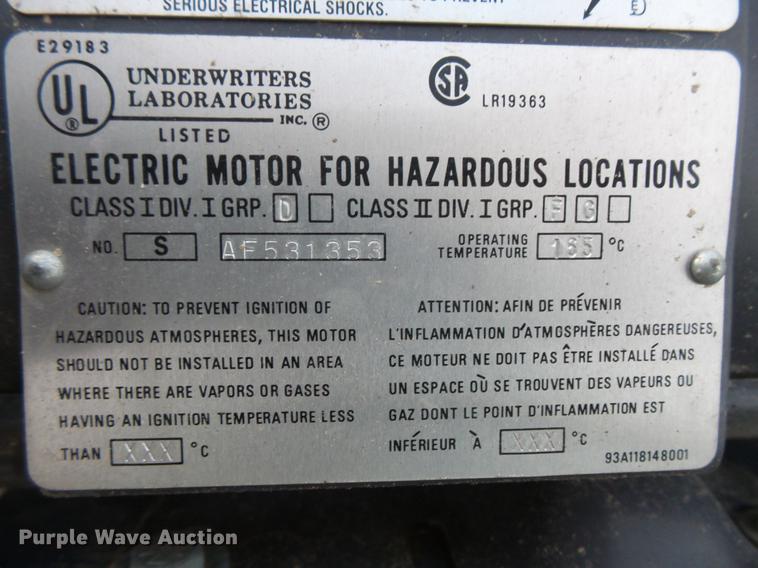 SERIOUS ELECTRICAL SHOCKS.
E29183
UL ®
UNDERWRITERS
LABORATORIES
INC. ®
LISTED
SA LR19363
ELECTRIC MOTOR FOR HAZARDOUS LOCATIONS
CLASS I DIV. I GRP. D CLASS II DIV. I GRP. F G
NO. S AF531353 OPERATING TEMPERATURE 165 °C
CAUTION: TO PREVENT IGNITION OF
HAZARDOUS ATMOSPHERES, THIS MOTOR
SHOULD NOT BE INSTALLED IN AN AREA
WHERE THERE ARE VAPORS OR GASES
HAVING AN IGNITION TEMPERATURE LESS
THAN XXX °C
ATTENTION: AFIN DE PRÉVENIR
L'INFLAMMATION D'ATMOSPHÈRES DANGEREUSES,
CE MOTEUR NE DOIT PAS ÊTRE INSTALLÉ DANS
UN ESPACE OÙ SE TROUVENT DES VAPEURS OU
GAZ DONT LE POINT D'INFLAMMATION EST
INFÉRIEUR À XXX °C
93A118148001
Purple Wave Auction